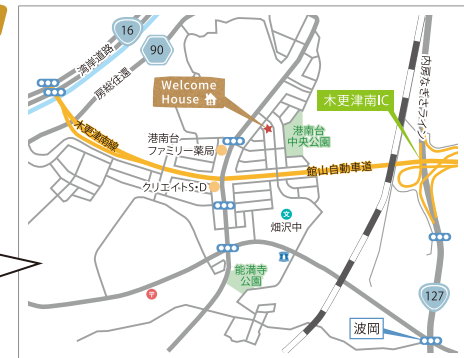 16
湾岸道路
90
房総往還
Welcome
House
木更津南IC
内房なぎさライン
港南台
中央公園
木更津南線
港南台
ファミリー薬局
館山自動車道
クリエイトS・D
文
畑沢中
能満寺
公園
127
波岡